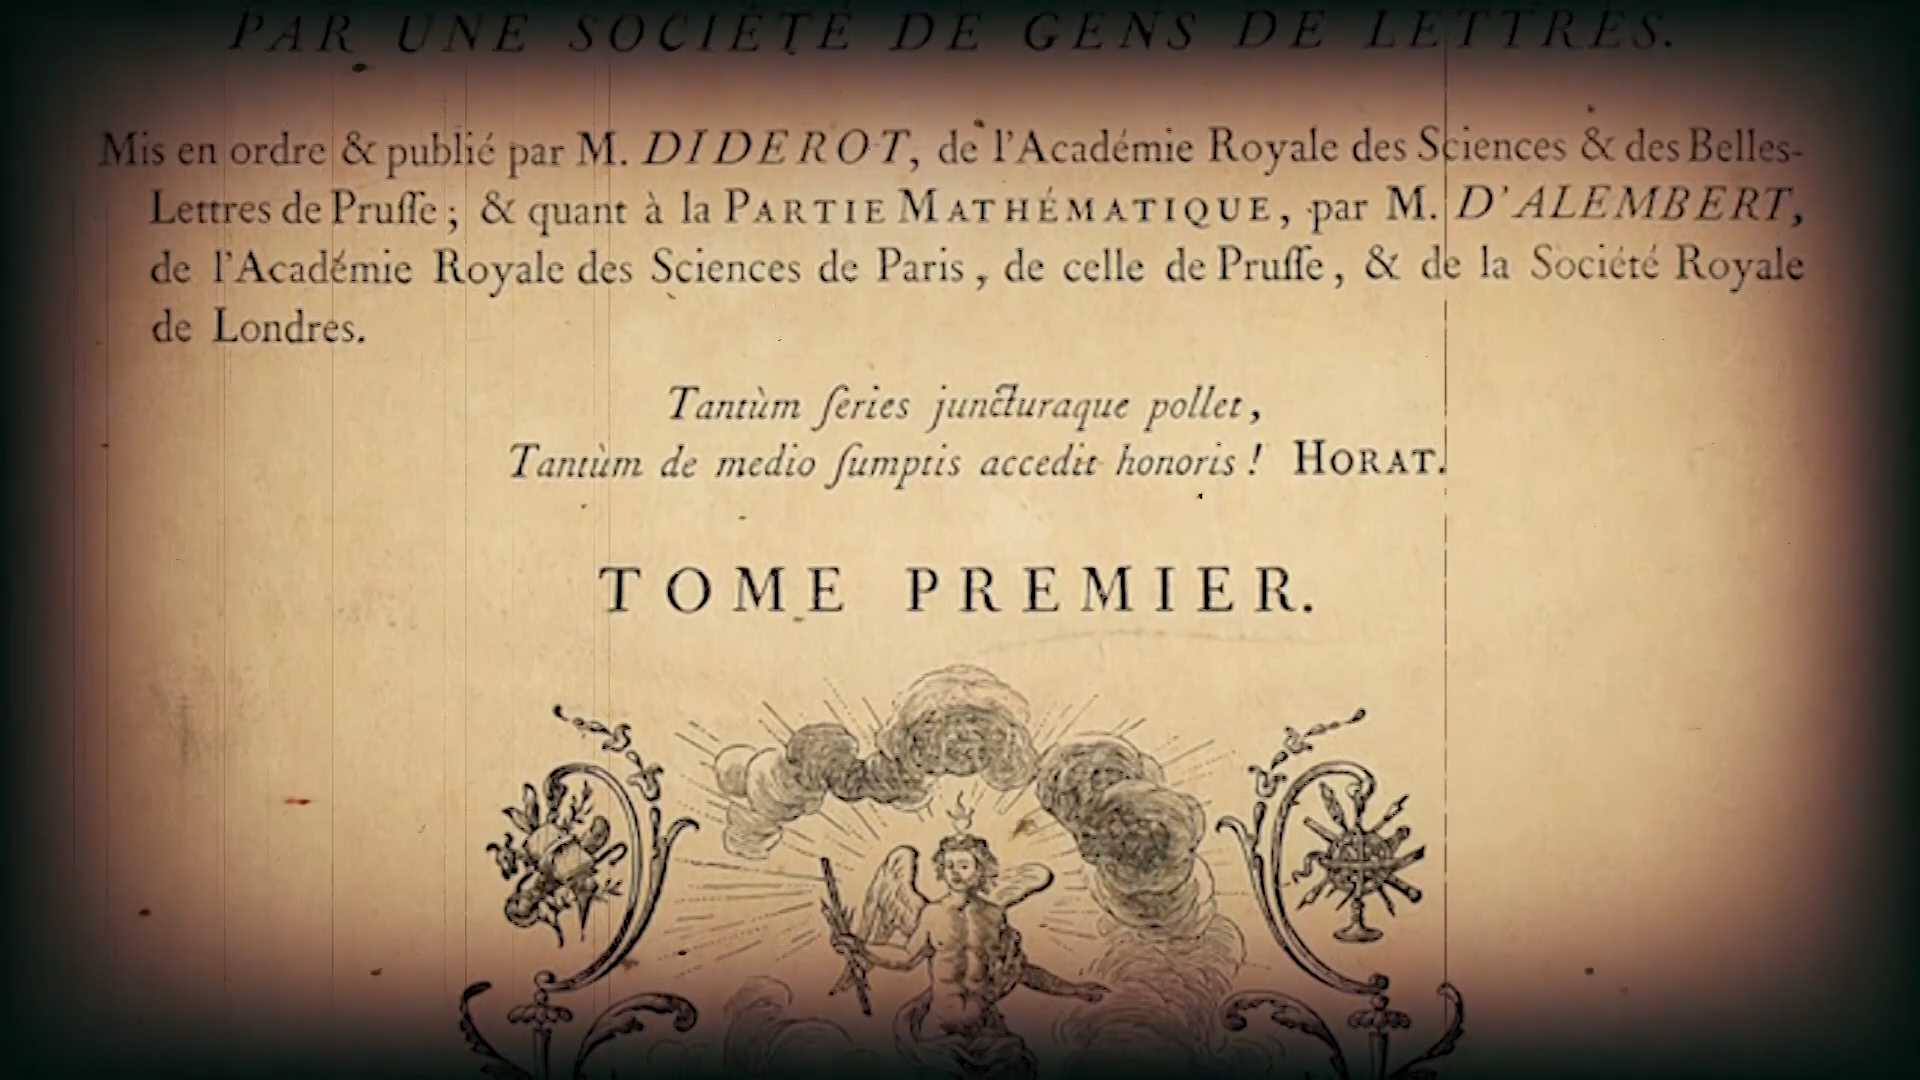 PAR UNE SOCIÉTÉ DE GENS DE LETTRES.
Mis en ordre & publié par M. DIDEROT, de l'Académie Royale des Sciences & des Belles-
Lettres de Pruſſe ; & quant à la PARTIE MATHÉMATIQUE, par M. D'ALEMBERT,
de l'Académie Royale des Sciences de Paris, de celle de Pruſſe, & de la Société Royale
de Londres.
Tantùm ſeries juncturaque pollet,
Tantùm de medio ſumptis accedit honoris ! HORAT.
TOME PREMIER.